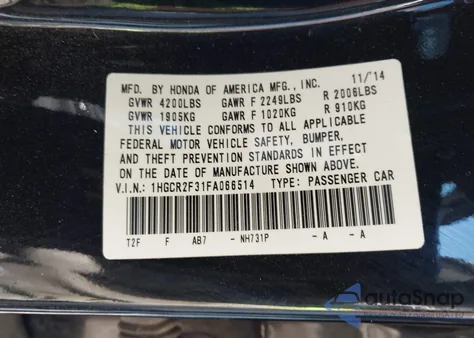 MFD. BY HONDA OF AMERICA MFG., INC. 11/'14
GVWR 4200LBS GAWR F 2249LBS R 2006LBS
GVWR 1905KG GAWR F 1020KG R 910KG
THIS VEHICLE CONFORMS TO ALL APPLICABLE
FEDERAL MOTOR VEHICLE SAFETY, BUMPER,
AND THEFT PREVENTION STANDARDS IN EFFECT
ON THE DATE OF MANUFACTURE SHOWN ABOVE.
V.I.N.: 1HGCR2F31FA066514 TYPE: PASSENGER CAR
T2F F AB7 - NH731P - A - A
autoSnap